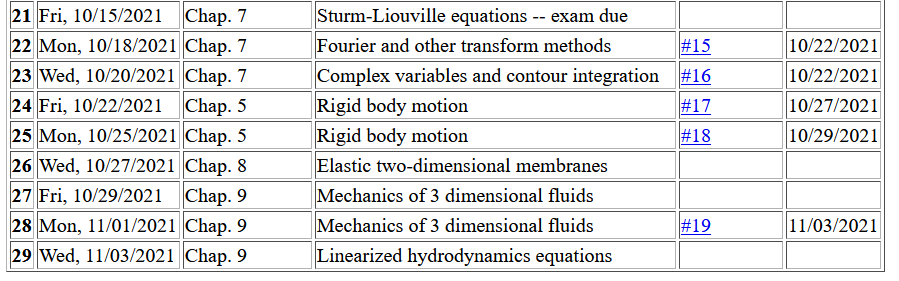 21 Fri, 10/15/2021 Chap. 7 Sturm-Liouville equations -- exam due
22 Mon, 10/18/2021 Chap. 7 Fourier and other transform methods #15 10/22/2021
23 Wed, 10/20/2021 Chap. 7 Complex variables and contour integration #16 10/22/2021
24 Fri, 10/22/2021 Chap. 5 Rigid body motion #17 10/27/2021
25 Mon, 10/25/2021 Chap. 5 Rigid body motion #18 10/29/2021
26 Wed, 10/27/2021 Chap. 8 Elastic two-dimensional membranes
27 Fri, 10/29/2021 Chap. 9 Mechanics of 3 dimensional fluids
28 Mon, 11/01/2021 Chap. 9 Mechanics of 3 dimensional fluids #19 11/03/2021
29 Wed, 11/03/2021 Chap. 9 Linearized hydrodynamics equations